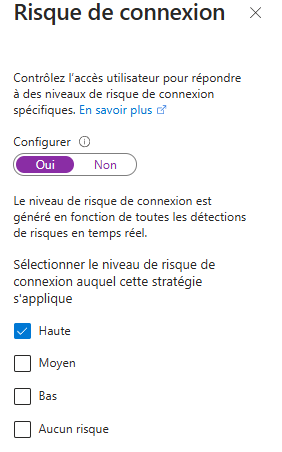 Risque de connexion
Contrôlez l'accès utilisateur pour répondre
à des niveaux de risque de connexion
spécifiques. En savoir plus
Configurer
Oui Non
Le niveau de risque de connexion est
généré en fonction de toutes les détections
de risques en temps réel.
Sélectionner le niveau de risque de
connexion auquel cette stratégie
s'applique
Haute
Moyen
Bas
Aucun risque